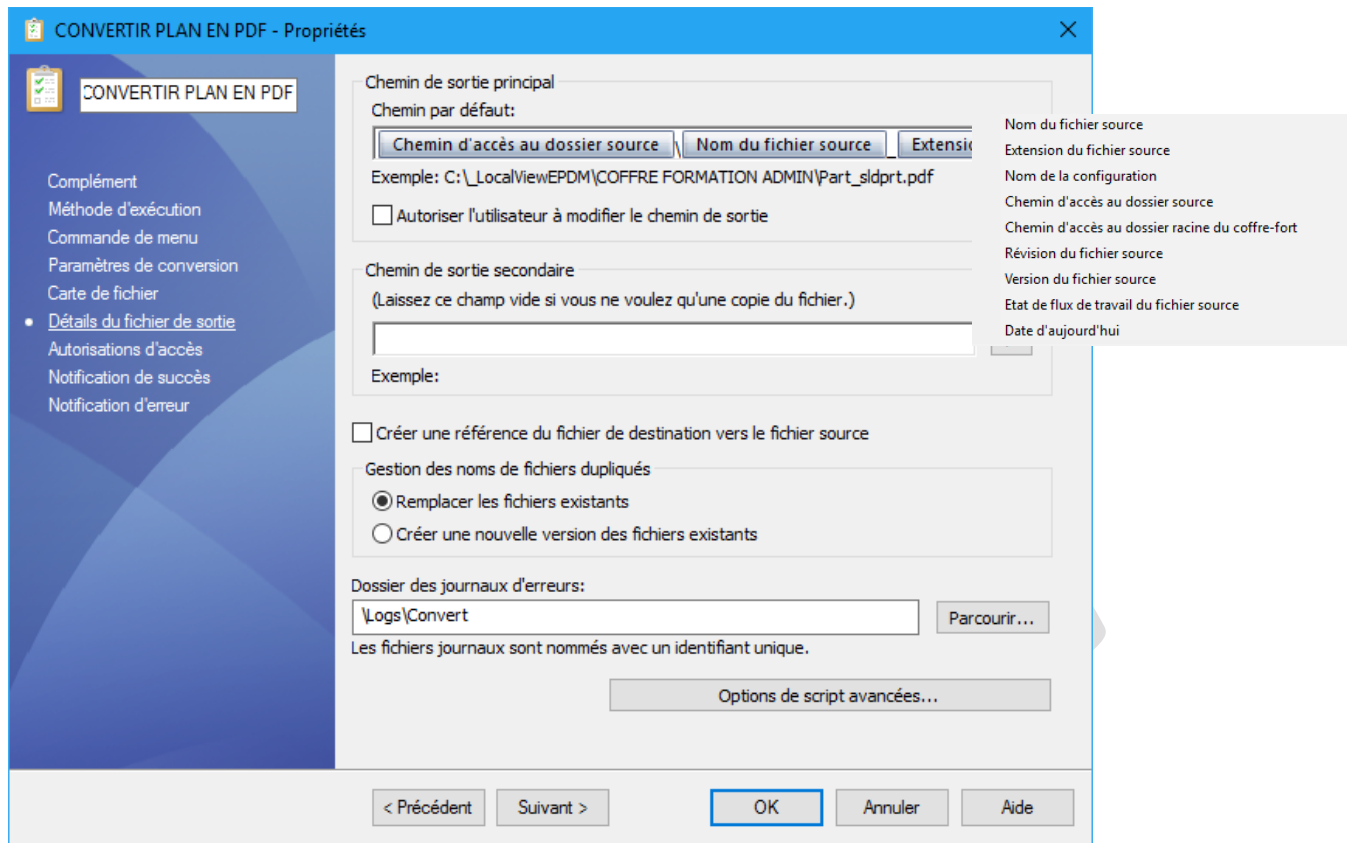 CONVERTIR PLAN EN PDF - Propriétés
CONVERTIR PLAN EN PDF
Complément
Méthode d'exécution
Commande de menu
Paramètres de conversion
Carte de fichier
Détails du fichier de sortie
Autorisations d'accès
Notification de succès
Notification d'erreur
Chemin de sortie principal
Chemin par défaut:
Chemin d'accès au dossier source \ Nom du fichier source _ Extensio
Exemple: C:\_LocalViewEPDM\COFFRE FORMATION ADMIN\Part_sldprt.pdf
Autoriser l'utilisateur à modifier le chemin de sortie
Chemin de sortie secondaire
(Laissez ce champ vide si vous ne voulez qu'une copie du fichier.)
Exemple:
Créer une référence du fichier de destination vers le fichier source
Gestion des noms de fichiers dupliqués
Remplacer les fichiers existants
Créer une nouvelle version des fichiers existants
Dossier des journaux d'erreurs:
\Logs\Convert
Parcourir...
Les fichiers journaux sont nommés avec un identifiant unique.
Options de script avancées...
< Précédent
Suivant >
OK
Annuler
Aide
Nom du fichier source
Extension du fichier source
Nom de la configuration
Chemin d'accès au dossier source
Chemin d'accès au dossier racine du coffre-fort
Révision du fichier source
Version du fichier source
Etat de flux de travail du fichier source
Date d'aujourd'hui